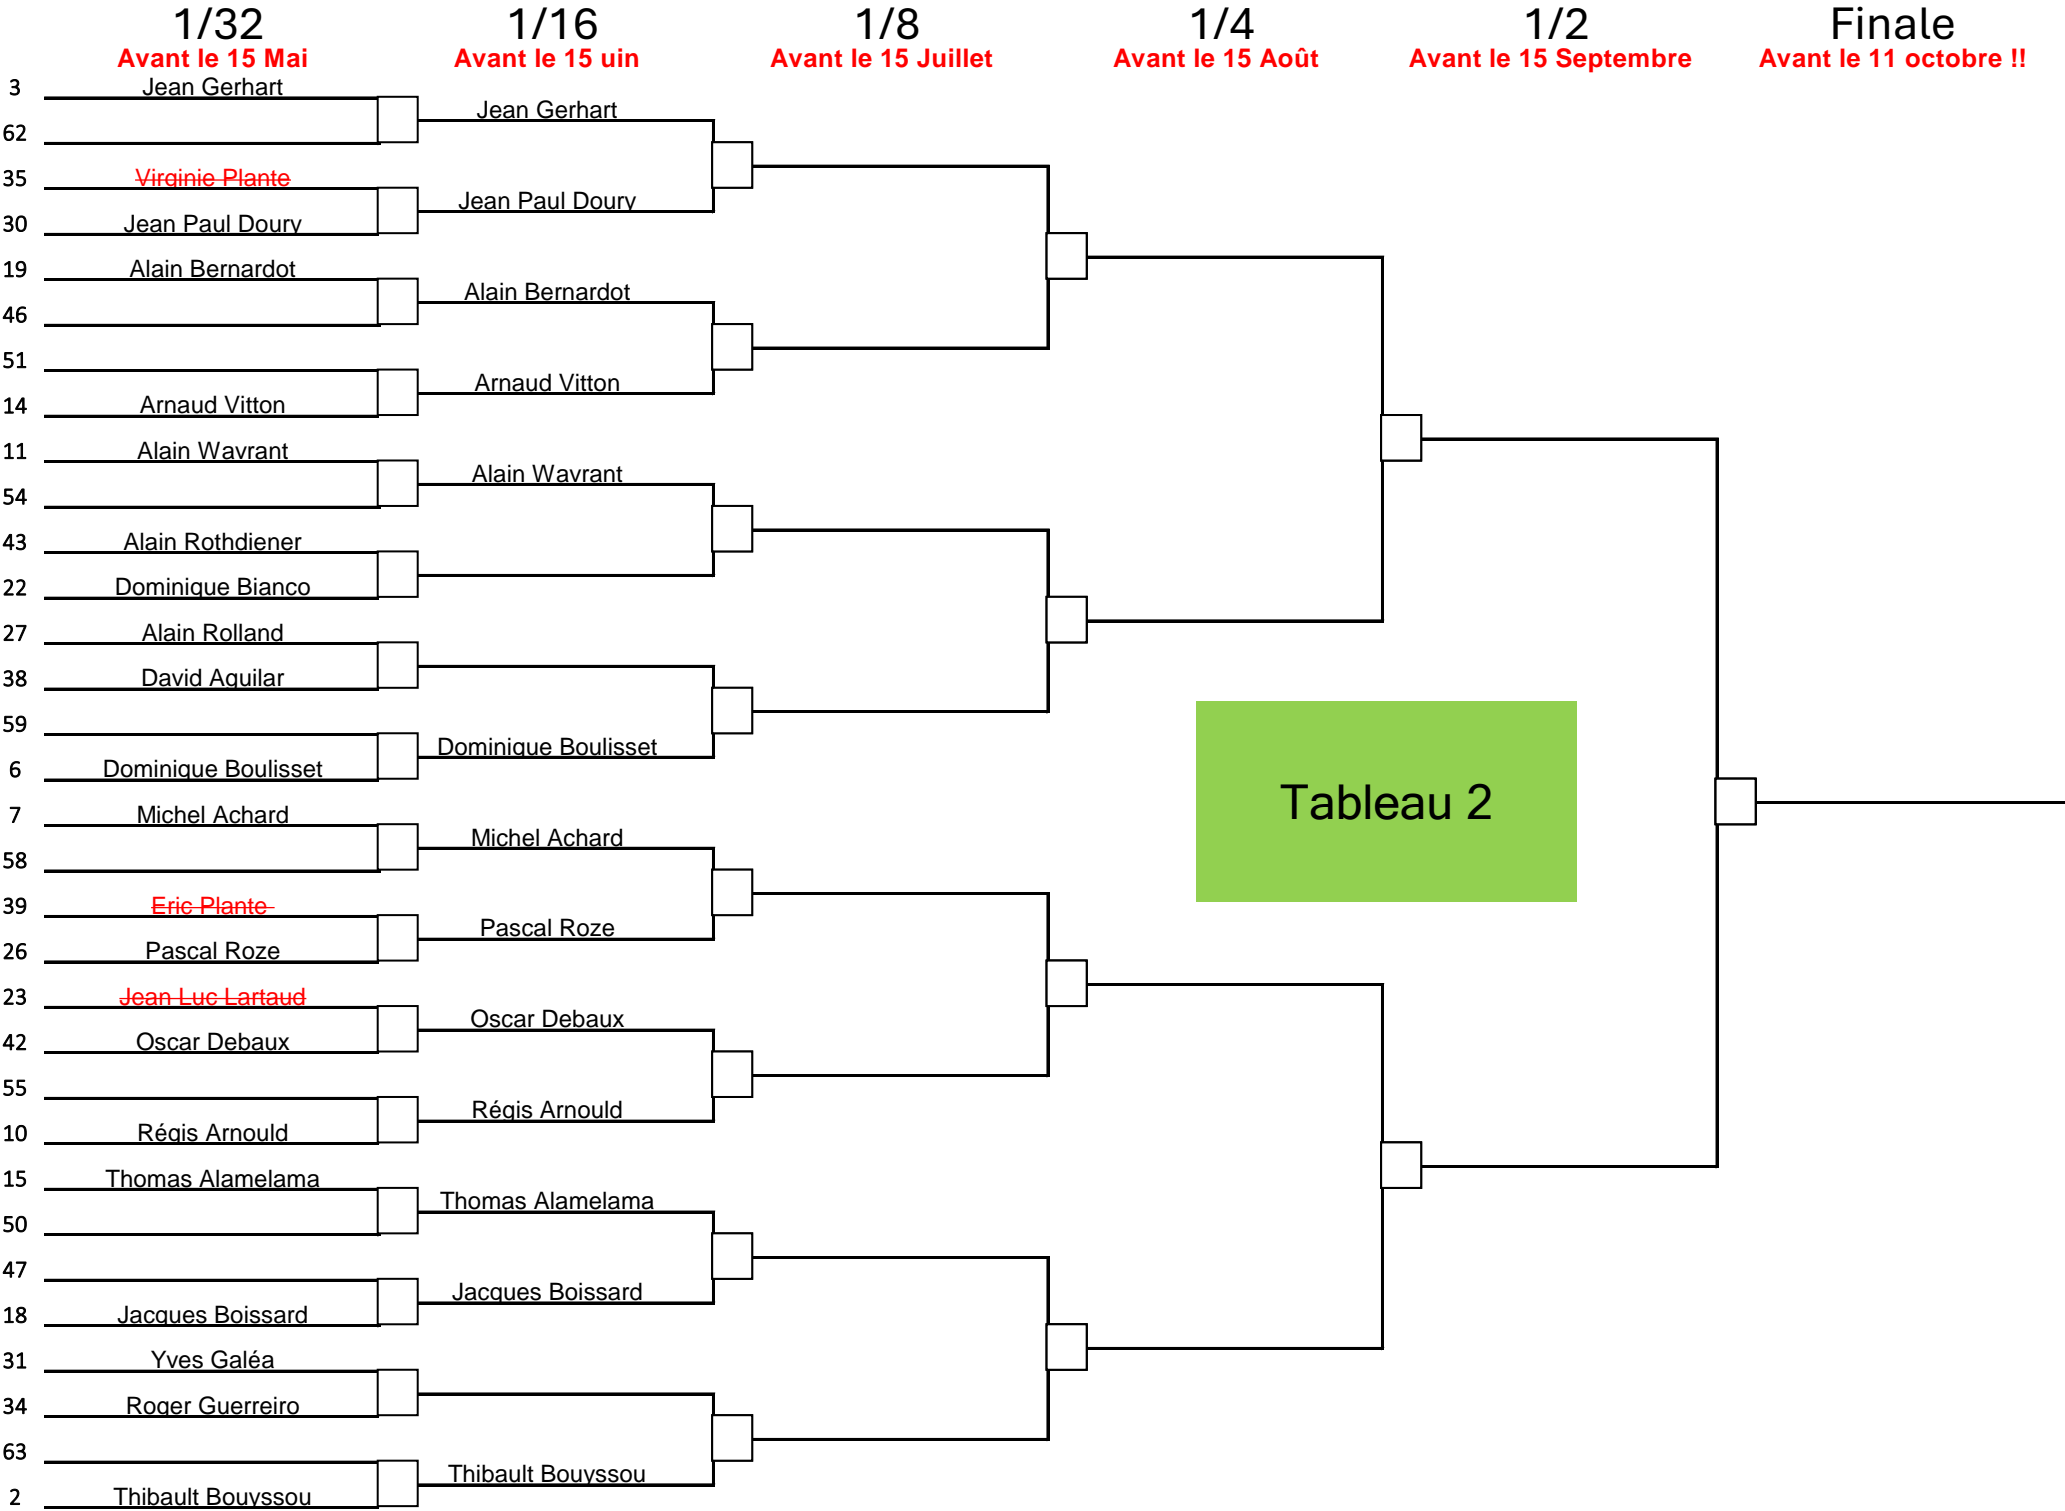 1/32 1/16 1/8 1/4 1/2 Finale
Avant le 15 Mai Avant le 15 uin Avant le 15 Juillet Avant le 15 Août Avant le 15 Septembre Avant le 11 octobre !!
3 Jean Gerhart
Jean Gerhart
62
35 Virginie Plante
Jean Paul Doury
30 Jean Paul Doury
19 Alain Bernardot
Alain Bernardot
46
51
Arnaud Vitton
14 Arnaud Vitton
11 Alain Wavrant
Alain Wavrant
54
43 Alain Rothdiener
22 Dominique Bianco
27 Alain Rolland
38 David Aguilar
59
Dominique Boulisset
6 Dominique Boulisset
Tableau 2
7 Michel Achard
Michel Achard
58
39 Eric Plante
Pascal Roze
26 Pascal Roze
23 Jean Luc Lartaud
Oscar Debaux
42 Oscar Debaux
55
Régis Arnould
10 Régis Arnould
15 Thomas Alamelama
Thomas Alamelama
50
47
Jacques Boissard
18 Jacques Boissard
31 Yves Galéa
34 Roger Guerreiro
63
Thibault Bouyssou
2 Thibault Bouyssou